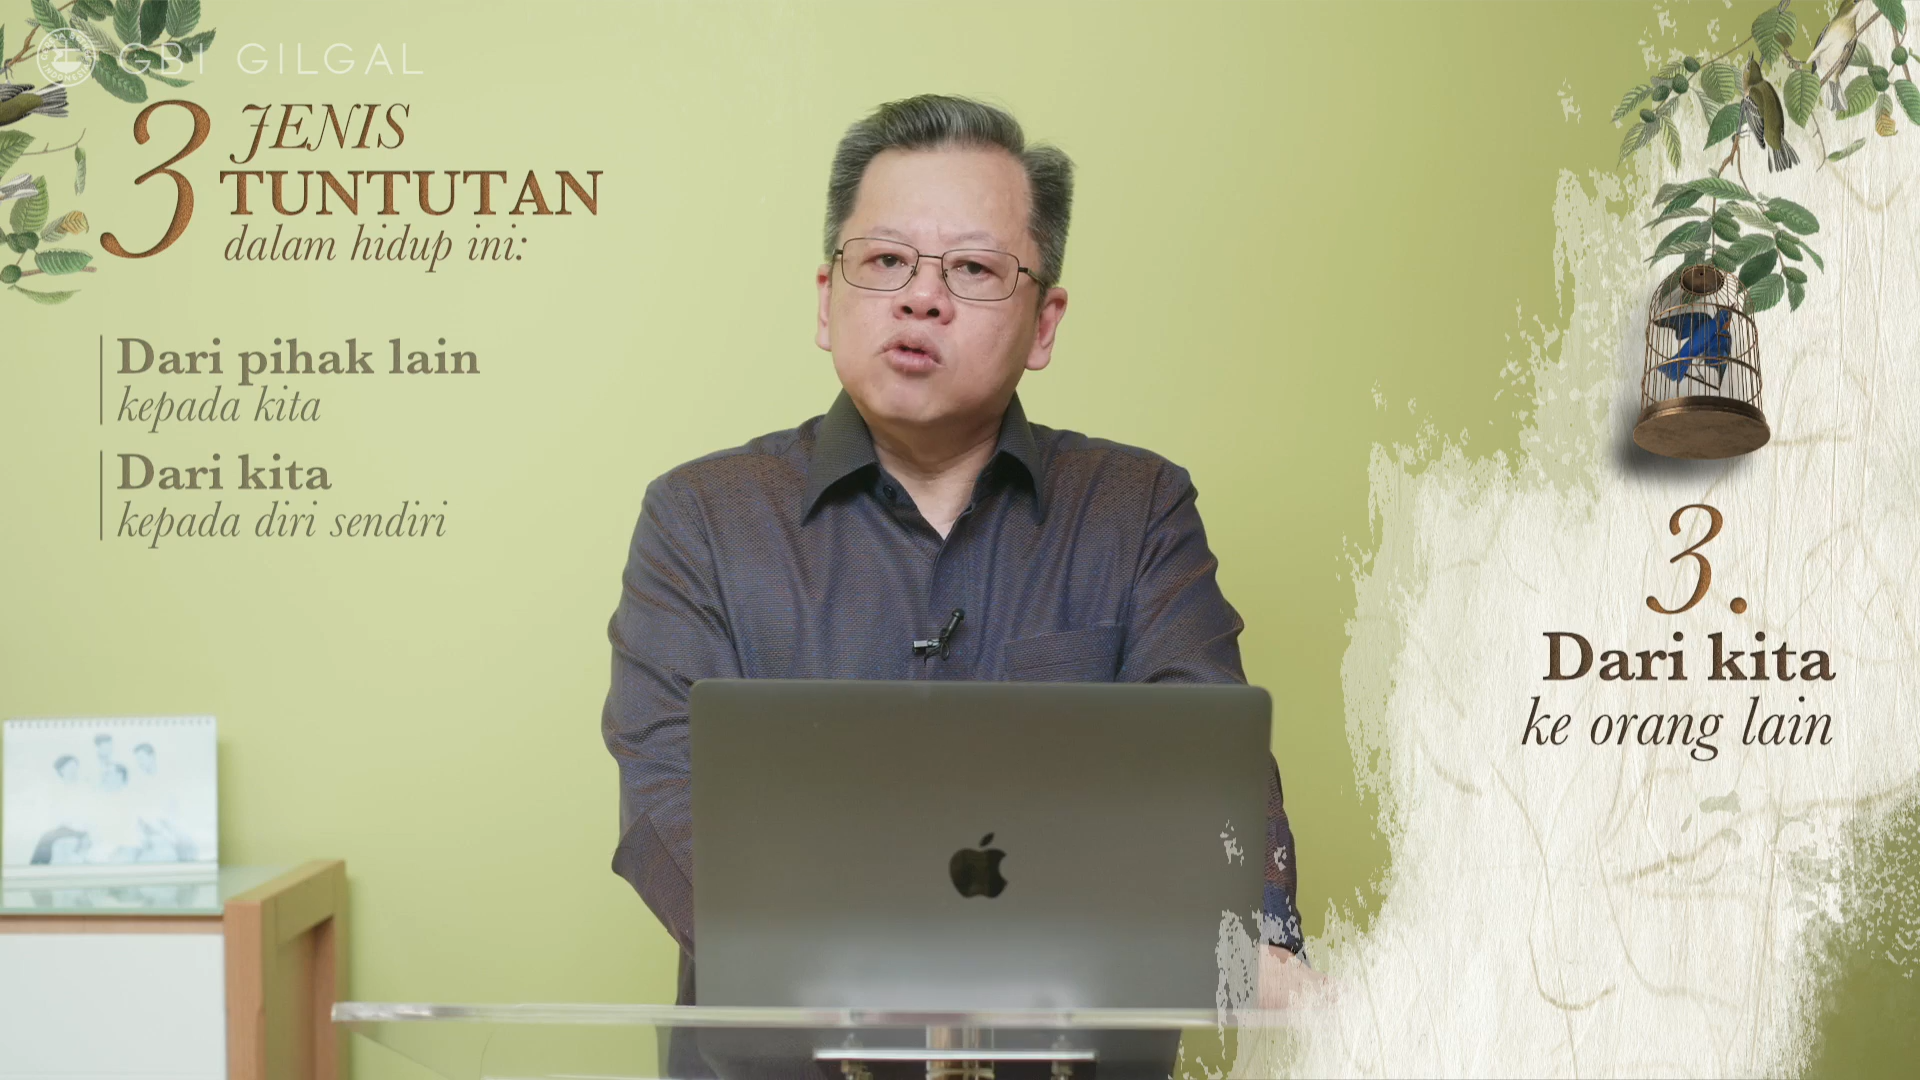 GBI GILGAL
3 JENIS
TUNTUTAN
dalam hidup ini:
Dari pihak lain
kepada kita
Dari kita
kepada diri sendiri
3.
Dari kita
ke orang lain